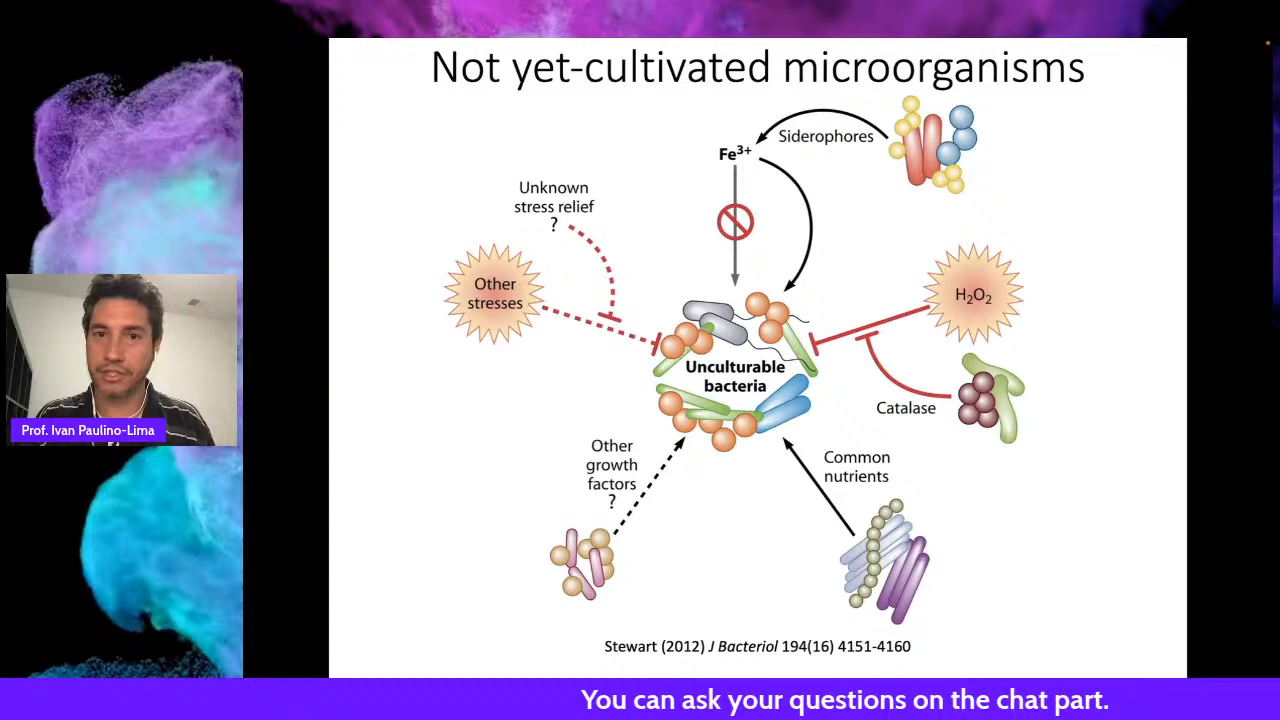 Not yet-cultivated microorganisms
Siderophores
Fe³⁺
Unknown
stress relief
?
Other
stresses
H₂O₂
Unculturable
bacteria
Catalase
Prof. Ivan Paulino-Lima
Other
growth
factors
?
Common
nutrients
Stewart (2012) J Bacteriol 194(16) 4151-4160
You can ask your questions on the chat part.